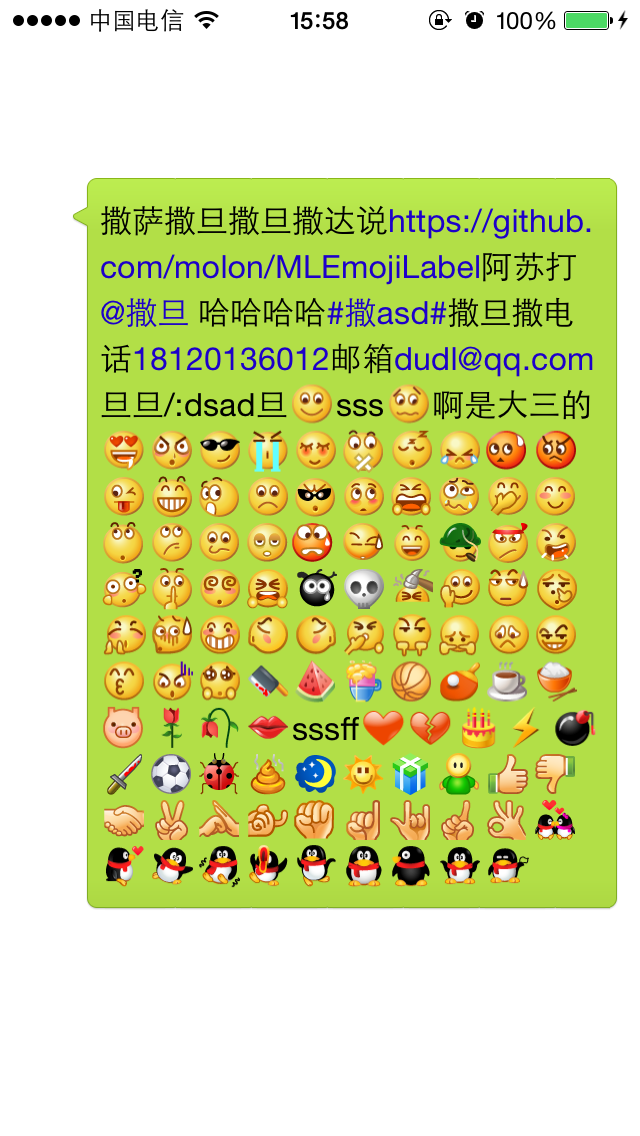 中国电信 15:58 100%
撒萨撒旦撒旦撒达说https://github.
com/molon/MLEmojiLabel阿苏打
@撒旦 哈哈哈哈#撒asd#撒旦撒电
话18120136012邮箱dudl@qq.com
旦旦/:dsad旦sss啊是大三的
sssff